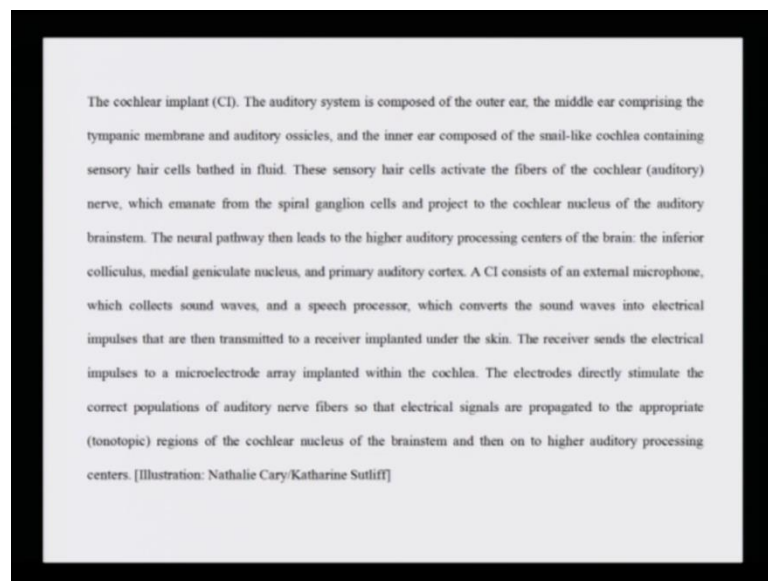 The cochlear implant (CI). The auditory system is composed of the outer ear, the middle ear comprising the
tympanic membrane and auditory ossicles, and the inner ear composed of the snail-like cochlea containing
sensory hair cells bathed in fluid. These sensory hair cells activate the fibers of the cochlear (auditory)
nerve, which emanate from the spiral ganglion cells and project to the cochlear nucleus of the auditory
brainstem. The neural pathway then leads to the higher auditory processing centers of the brain: the inferior
colliculus, medial geniculate nucleus, and primary auditory cortex. A CI consists of an external microphone,
which collects sound waves, and a speech processor, which converts the sound waves into electrical
impulses that are then transmitted to a receiver implanted under the skin. The receiver sends the electrical
impulses to a microelectrode array implanted within the cochlea. The electrodes directly stimulate the
correct populations of auditory nerve fibers so that electrical signals are propagated to the appropriate
(tonotopic) regions of the cochlear nucleus of the brainstem and then on to higher auditory processing
centers. [Illustration: Nathalie Cary/Katharine Sutliff]